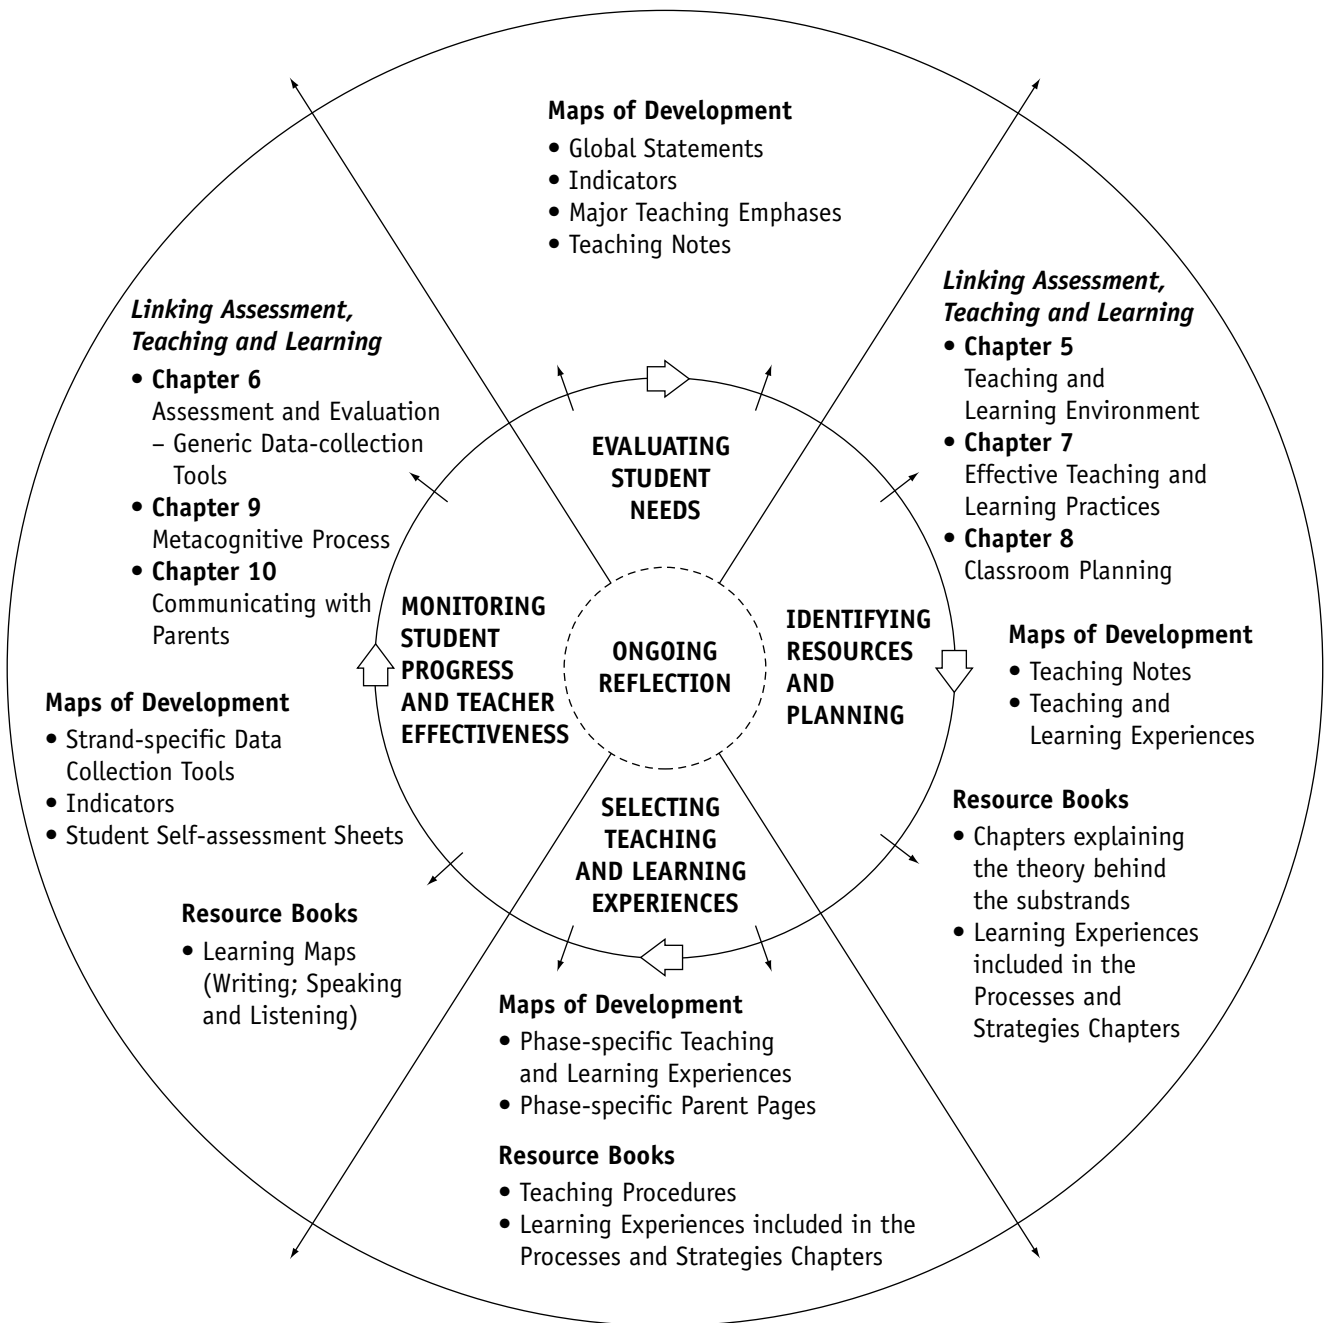 Maps of Development
• Global Statements
• Indicators
• Major Teaching Emphases
• Teaching Notes
Linking Assessment,
Teaching and Learning
• Chapter 5
Teaching and
Learning Environment
• Chapter 7
Effective Teaching and
Learning Practices
• Chapter 8
Classroom Planning
Maps of Development
• Teaching Notes
• Teaching and
Learning Experiences
Resource Books
• Chapters explaining
the theory behind
the substrands
• Learning Experiences
included in the
Processes and
Strategies Chapters
Maps of Development
• Phase-specific Teaching
and Learning Experiences
• Phase-specific Parent Pages
Resource Books
• Teaching Procedures
• Learning Experiences included in the
Processes and Strategies Chapters
Linking Assessment,
Teaching and Learning
• Chapter 6
Assessment and Evaluation
– Generic Data-collection
Tools
• Chapter 9
Metacognitive Process
• Chapter 10
Communicating with
Parents
Maps of Development
• Strand-specific Data
Collection Tools
• Indicators
• Student Self-assessment Sheets
Resource Books
• Learning Maps
(Writing; Speaking
and Listening)
EVALUATING
STUDENT
NEEDS
IDENTIFYING
RESOURCES
AND
PLANNING
SELECTING
TEACHING
AND LEARNING
EXPERIENCES
MONITORING
STUDENT
PROGRESS
AND TEACHER
EFFECTIVENESS
ONGOING
REFLECTION